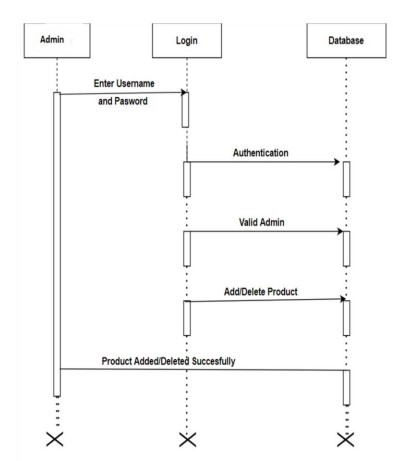 Admin
Login
Database
Enter Username
and Pasword
Authentication
Valid Admin
Add/Delete Product
Product Added/Deleted Succesfully